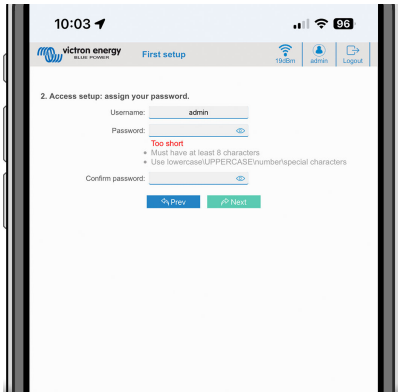 10:03
96
victron energy
BLUE POWER
First setup
19dBm
admin
Logout
2. Access setup: assign your password.
Username: admin
Password:
Too short
Must have at least 8 characters
Use lowercase\UPPERCASE\number\special characters
Confirm password:
Prev Next